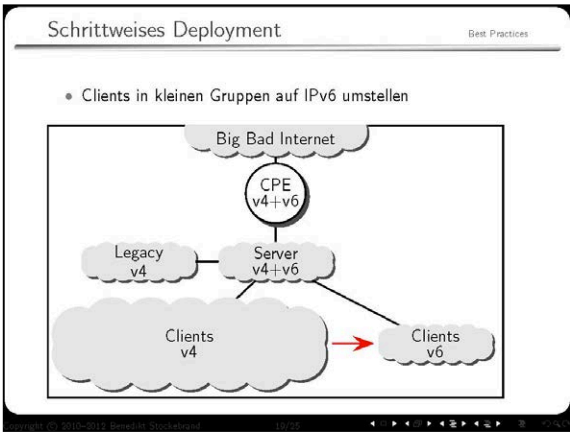 Schrittweises Deployment
Best Practices
Clients in kleinen Gruppen auf IPv6 umstellen
Big Bad Internet
CPE
v4+v6
Legacy
v4
Server
v4+v6
Clients
v4
Clients
v6
Copyright (C) 2010-2012 Benedikt Stockebrand
19/25